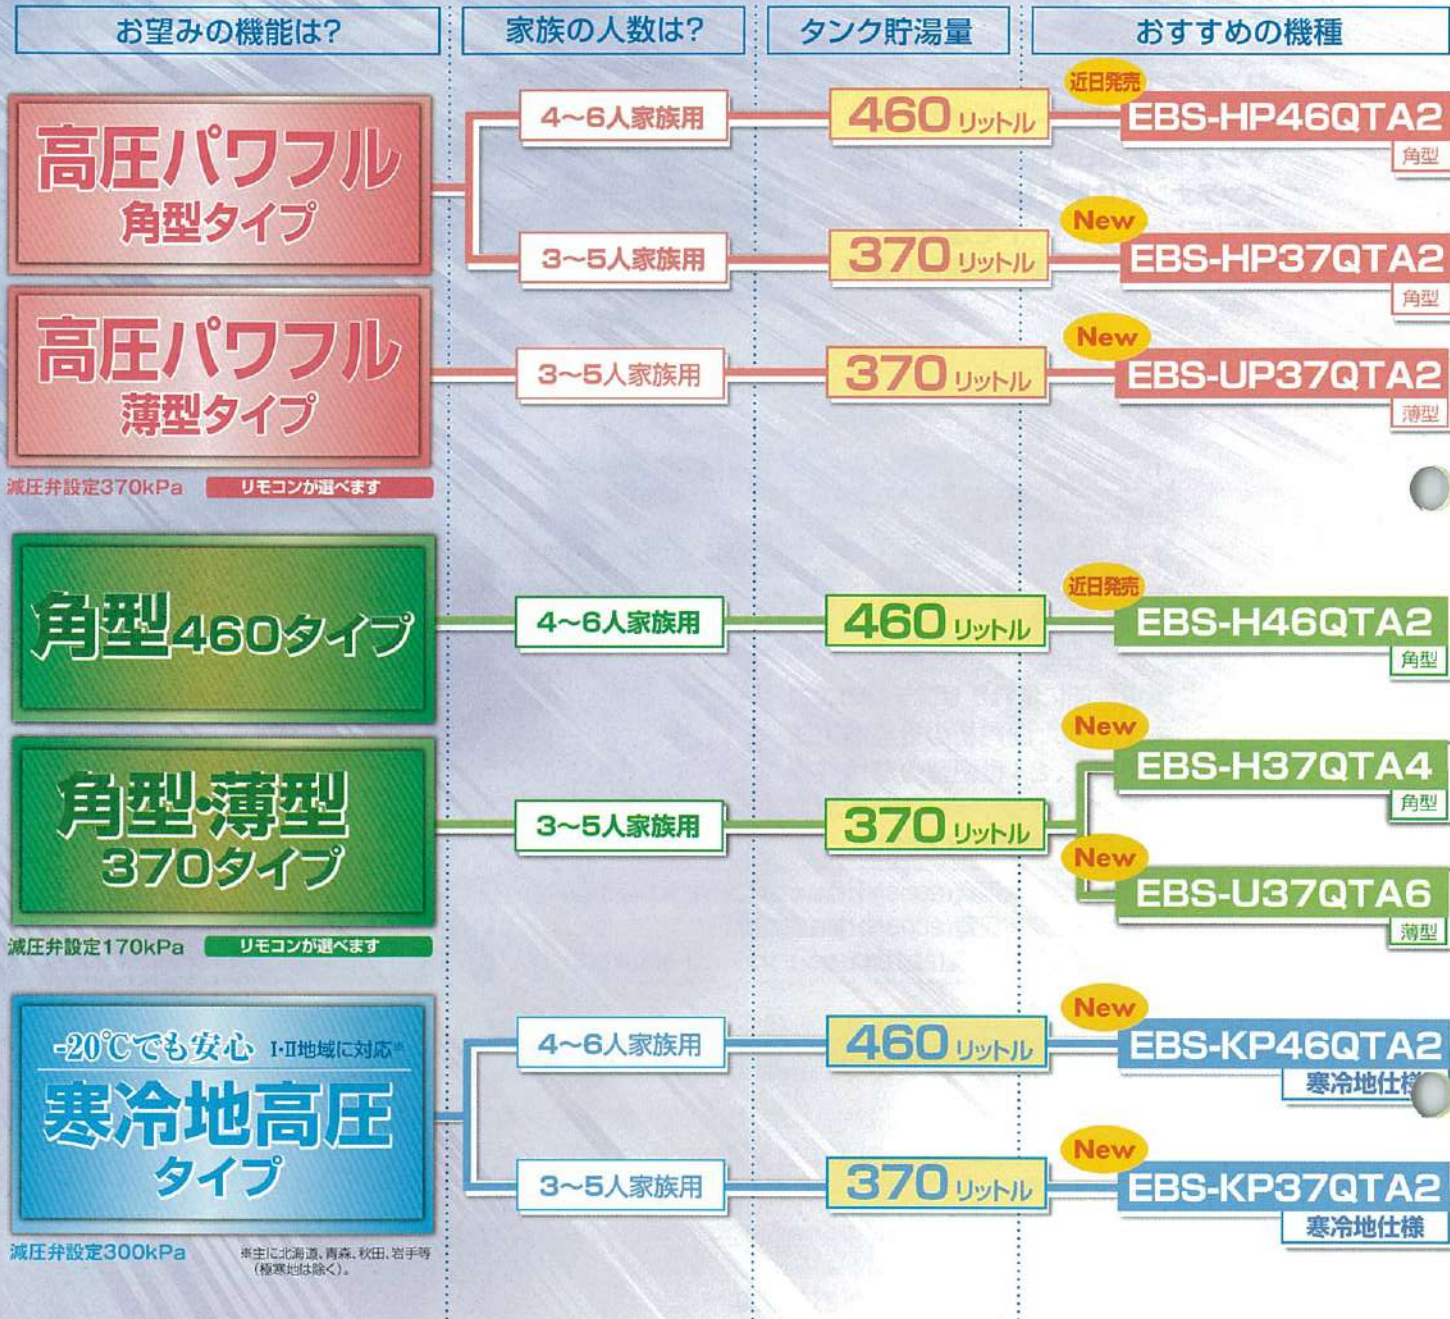 お望みの機能は?
家族の人数は?
タンク貯湯量
おすすめの機種
高圧パワフル
角型タイプ
4〜6人家族用
460リットル
近日発売
EBS-HP46QTA2
角型
3〜5人家族用
370リットル
New
EBS-HP37QTA2
角型
高圧パワフル
薄型タイプ
3〜5人家族用
370リットル
New
EBS-UP37QTA2
薄型
減圧弁設定370kPa
リモコンが選べます
角型460タイプ
4〜6人家族用
460リットル
近日発売
EBS-H46QTA2
角型
角型・薄型
370タイプ
3〜5人家族用
370リットル
New
EBS-H37QTA4
角型
New
EBS-U37QTA6
薄型
減圧弁設定170kPa
リモコンが選べます
-20℃でも安心 I・II地域に対応※
寒冷地高圧
タイプ
4〜6人家族用
460リットル
New
EBS-KP46QTA2
寒冷地仕様
3〜5人家族用
370リットル
New
EBS-KP37QTA2
寒冷地仕様
減圧弁設定300kPa
※主に北海道、青森、秋田、岩手等
(極寒地は除く)。